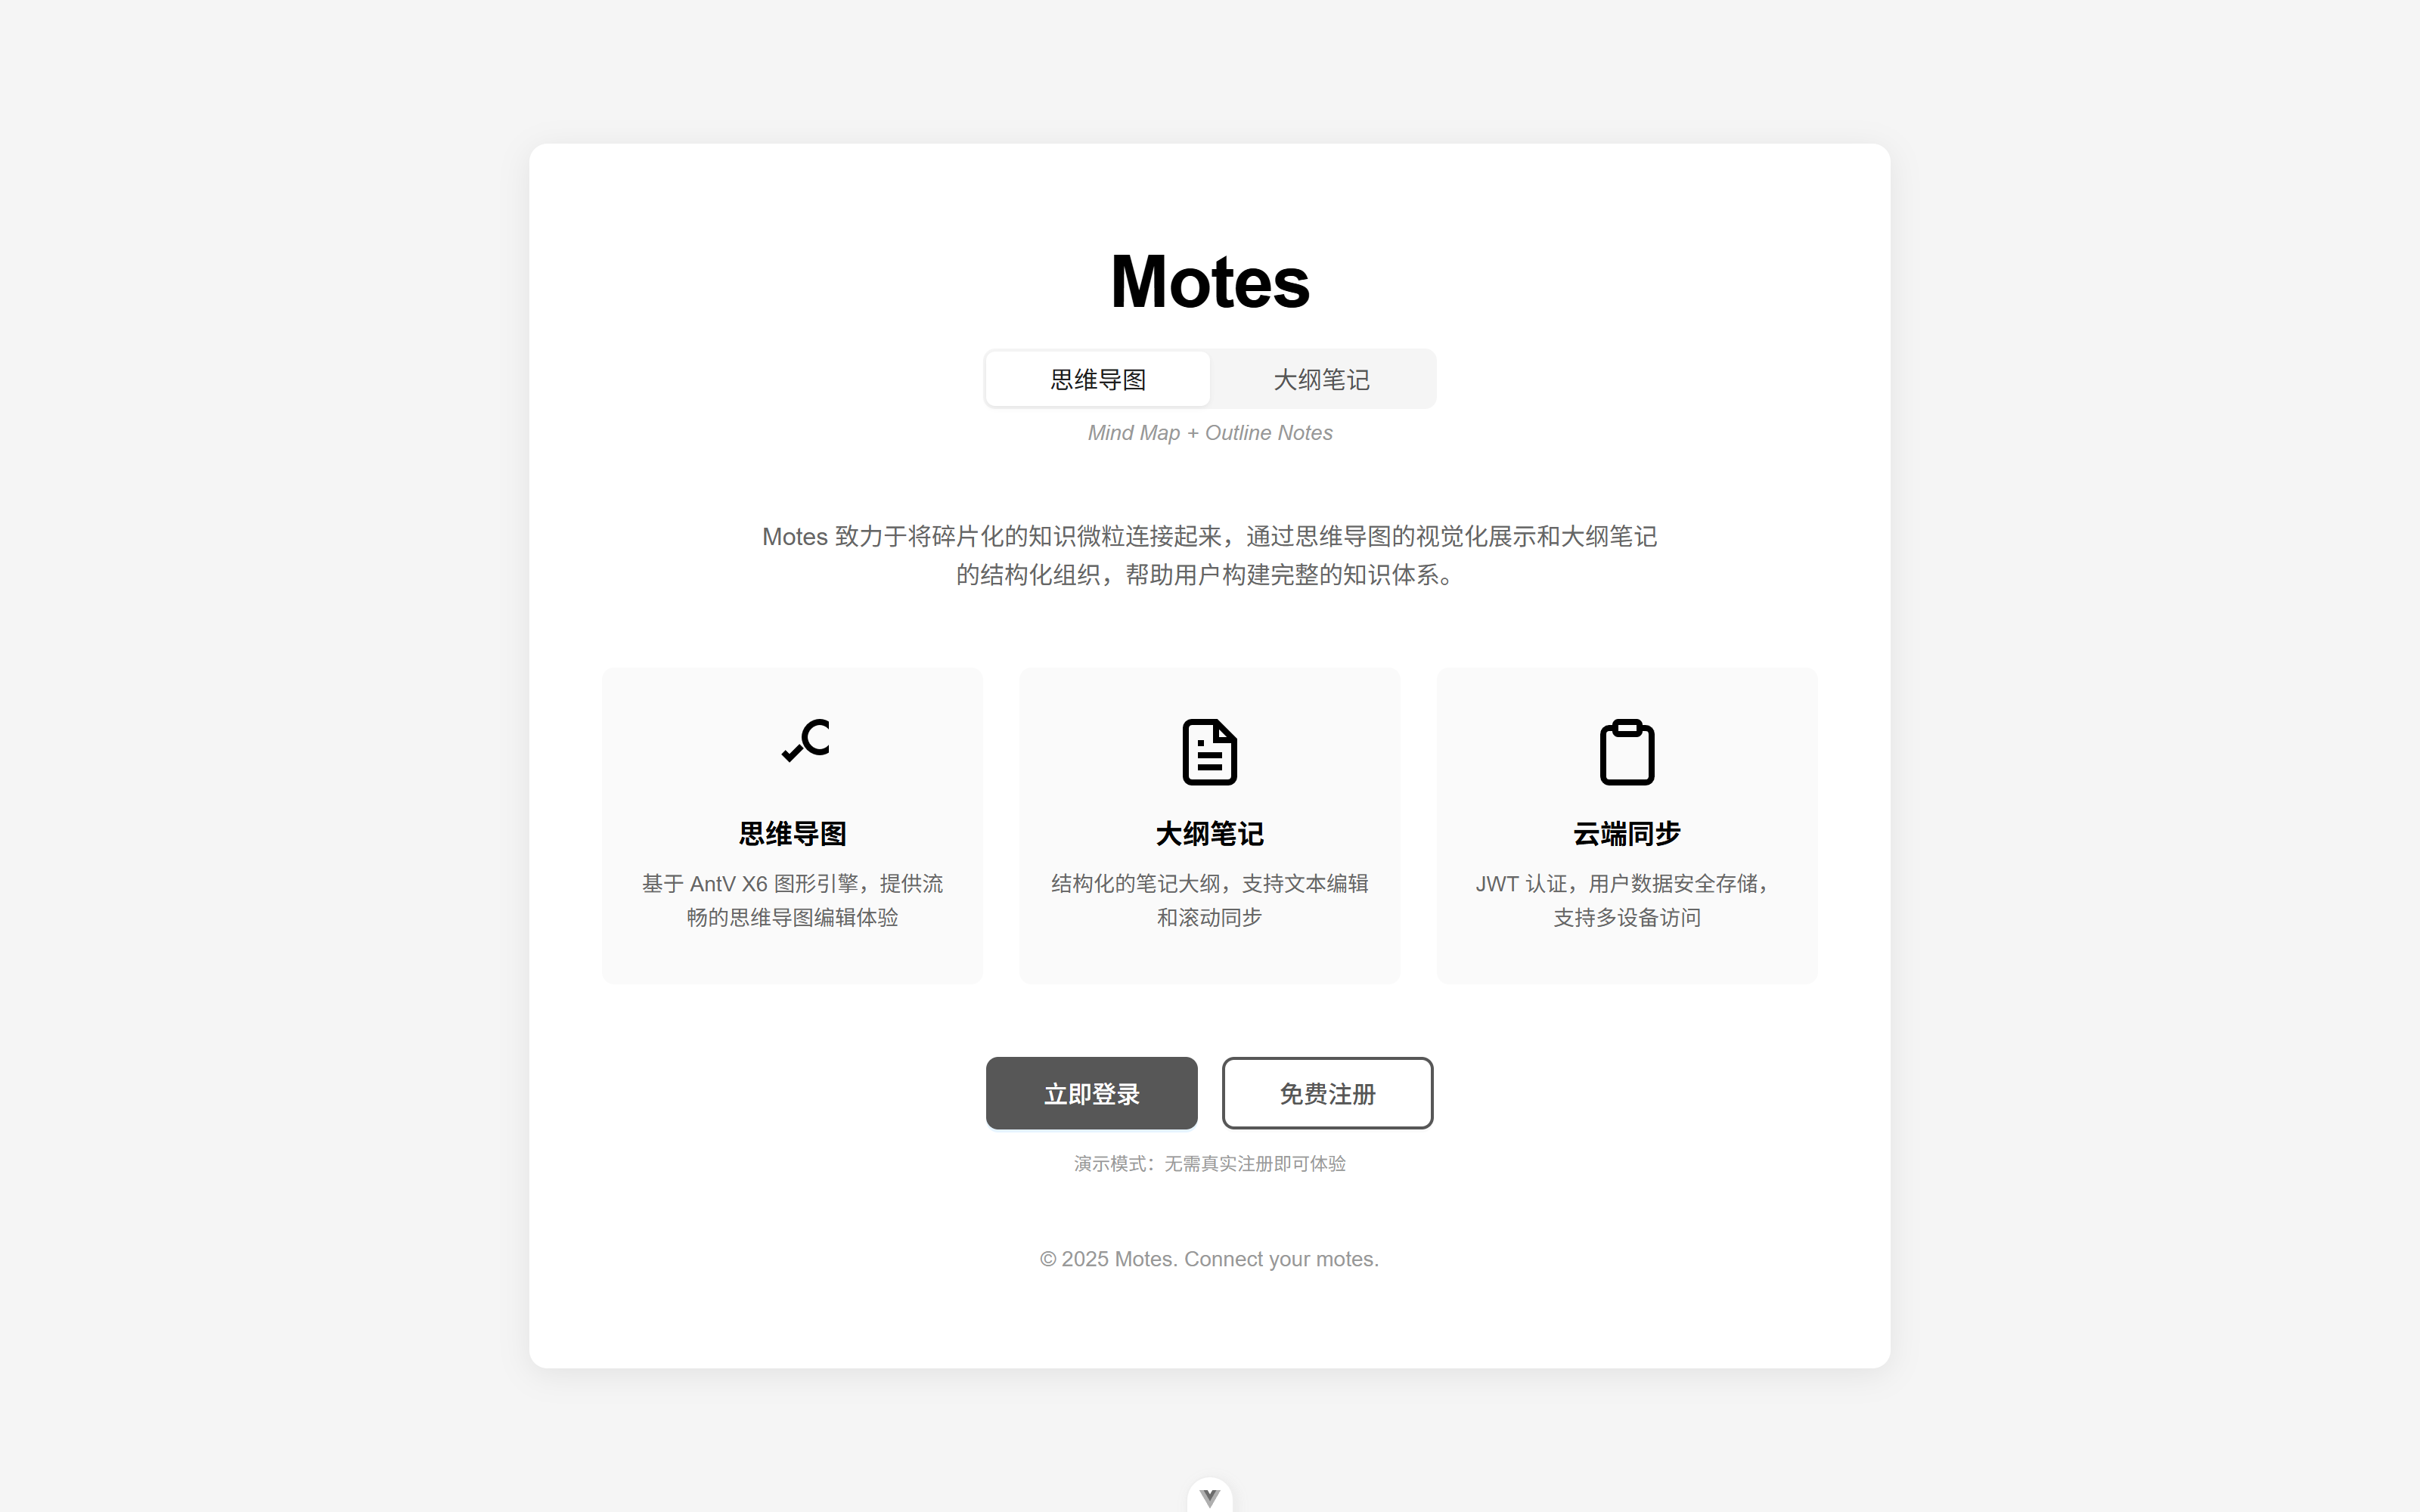 Motes
思维导图 大纲笔记
Mind Map + Outline Notes
Motes 致力于将碎片化的知识微粒连接起来，通过思维导图的视觉化展示和大纲笔记
的结构化组织，帮助用户构建完整的知识体系。
思维导图
基于 AntV X6 图形引擎，提供流
畅的思维导图编辑体验
大纲笔记
结构化的笔记大纲，支持文本编辑
和滚动同步
云端同步
JWT 认证，用户数据安全存储，
支持多设备访问
立即登录 免费注册
演示模式：无需真实注册即可体验
© 2025 Motes. Connect your motes.